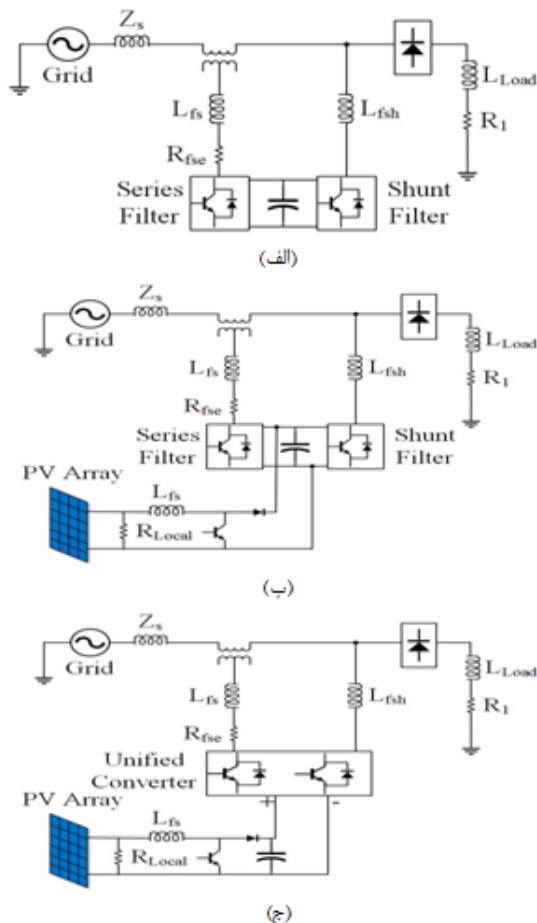 Zs
Grid
Lfs
Lfsh
LLoad
R1
Rfse
Series
Filter
Shunt
Filter
(الف)
Zs
Grid
Lfs
Lfsh
LLoad
R1
Rfse
Series
Filter
Shunt
Filter
PV Array
Lfs
RLocal
(ب)
Zs
Grid
Lfs
Lfsh
LLoad
R1
Rfse
Unified
Converter
+ -
PV Array
Lfs
RLocal
(ج)